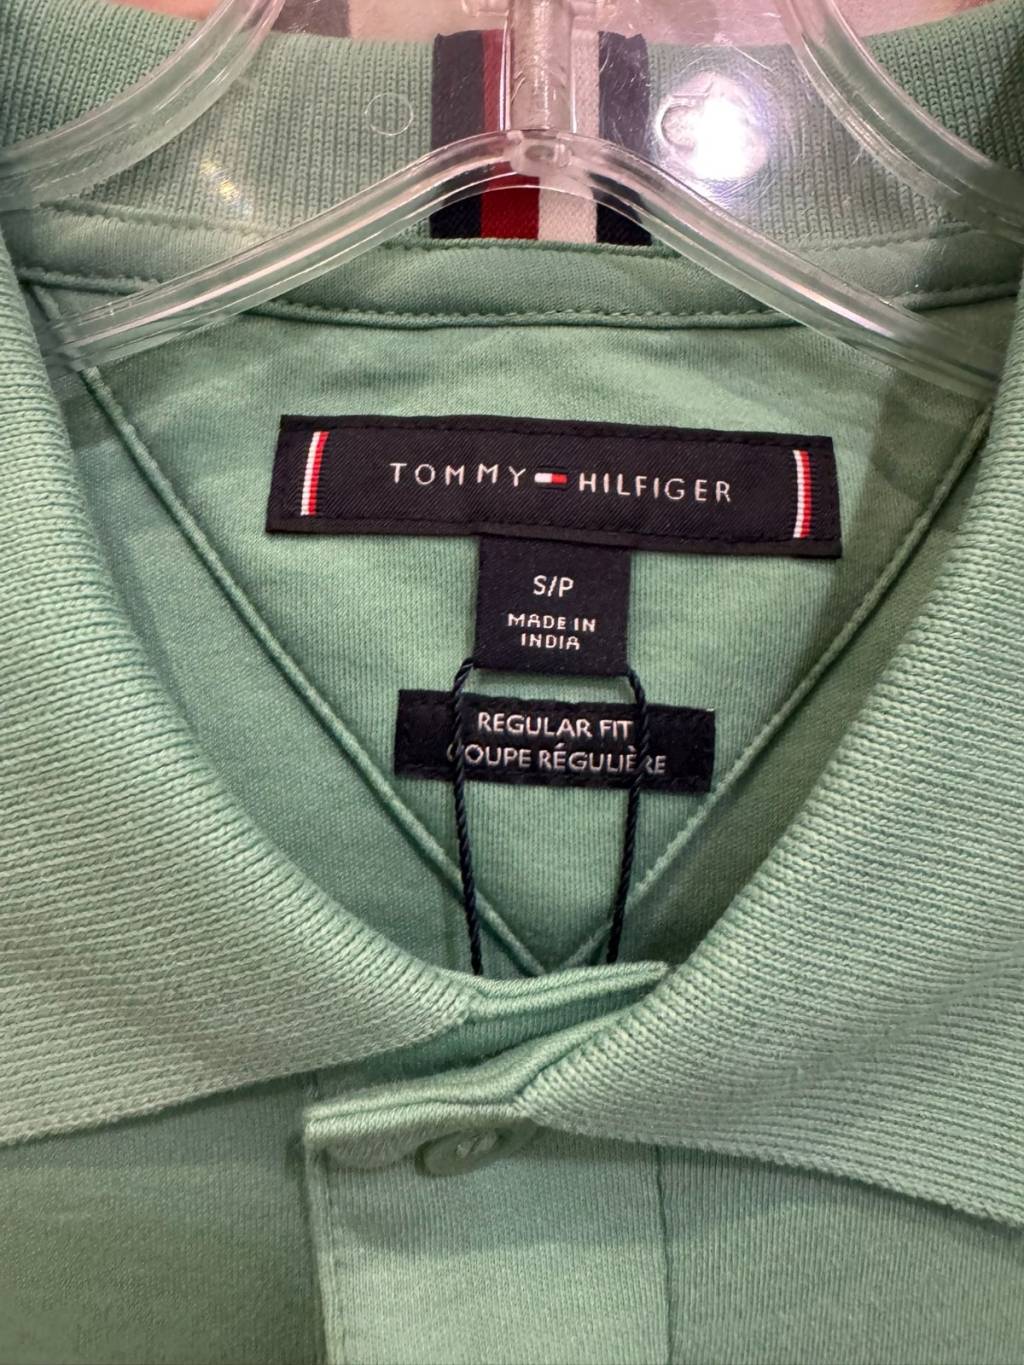 TOMMY HILFIGER
S/P
MADE IN
INDIA
REGULAR FIT
COUPE RÉGULIÈRE